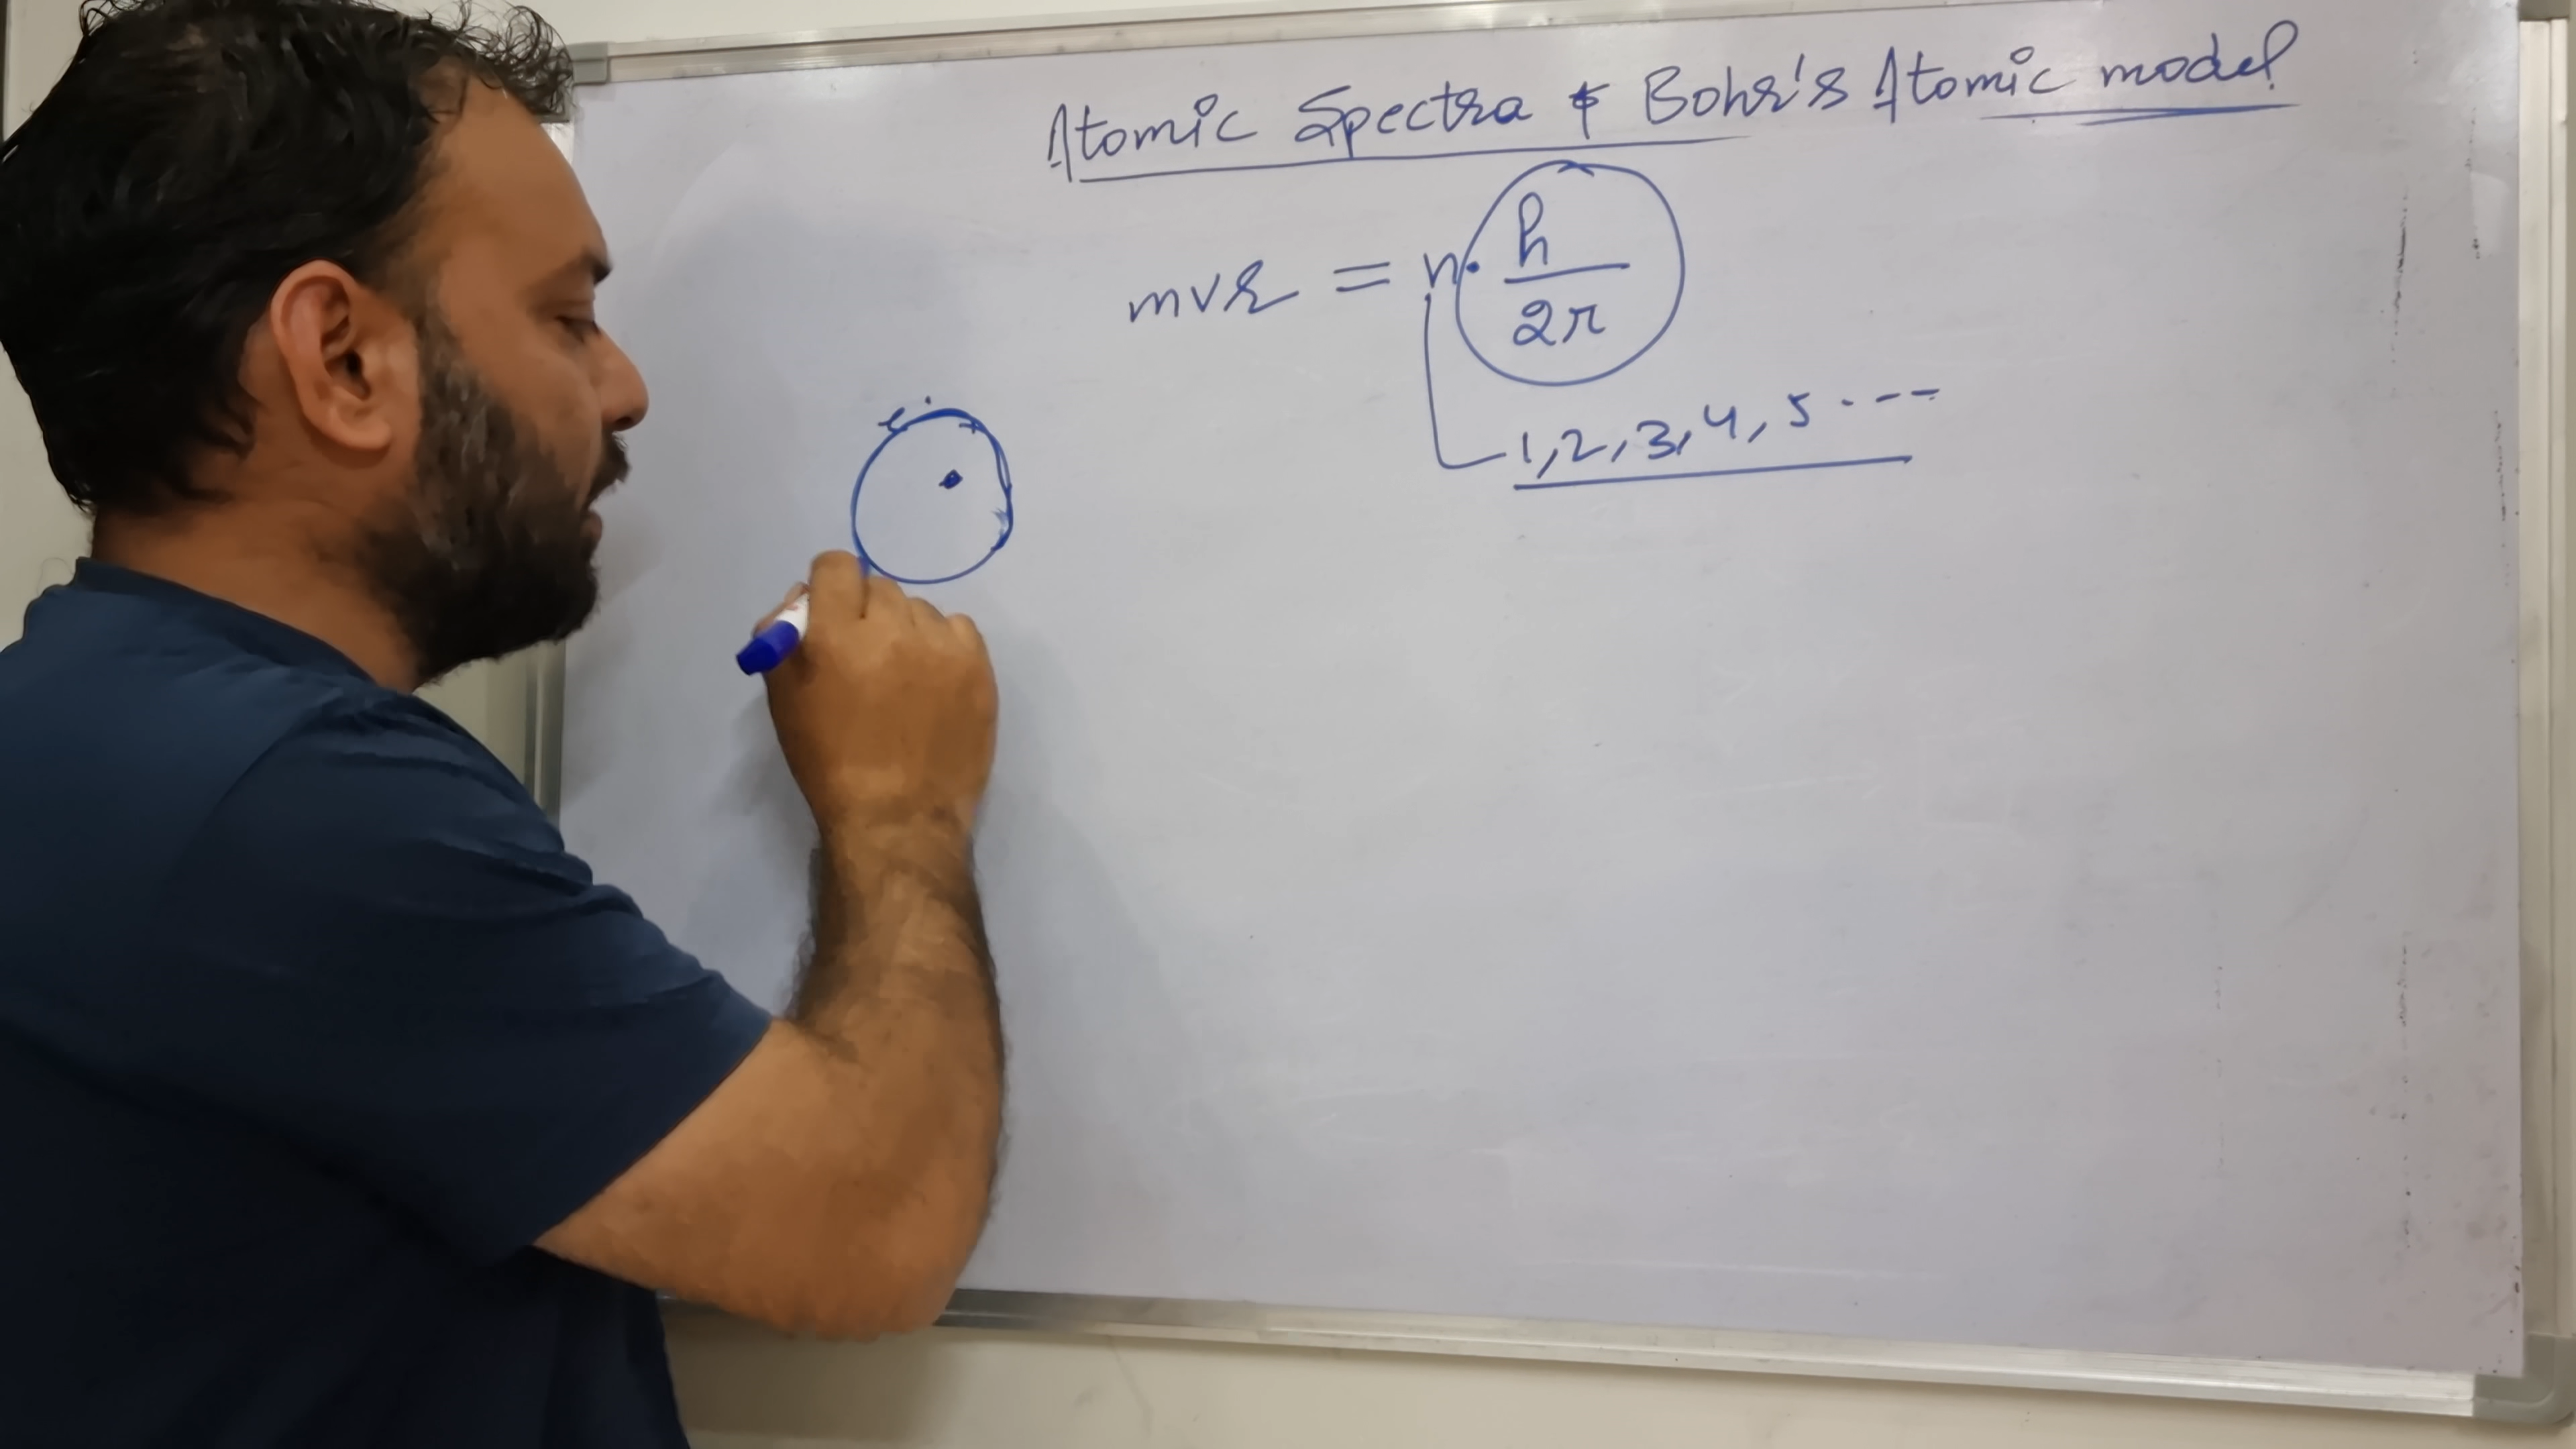 Atomic Spectra & Bohr's Atomic model
mvr = n. h/2π
e
1,2,3,4,5 . ---